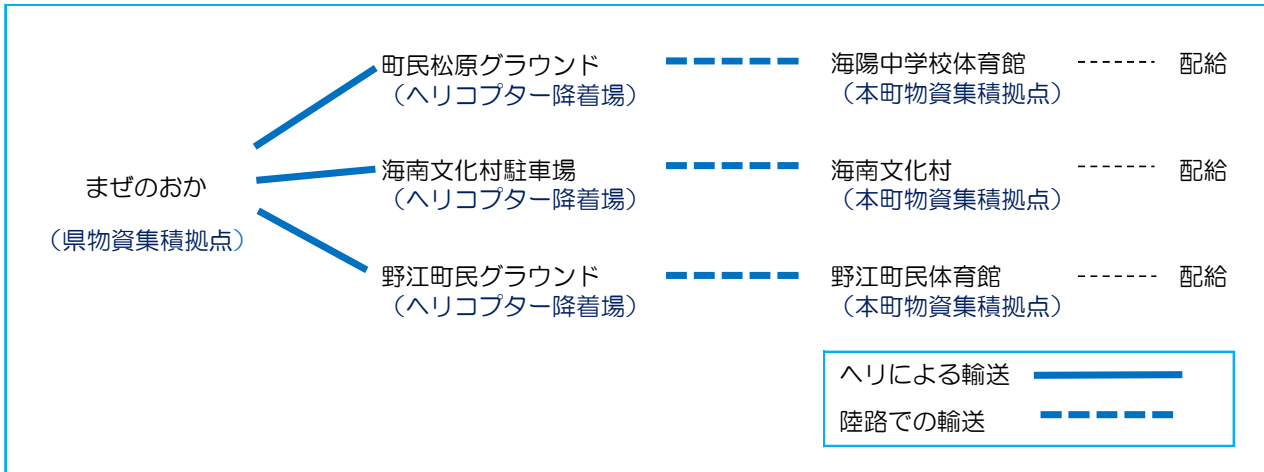 町民松原グラウンド
（ヘリコプター降着場）
海陽中学校体育館
（本町物資集積拠点）
配給
まぜのおか
（県物資集積拠点）
海南文化村駐車場
（ヘリコプター降着場）
海南文化村
（本町物資集積拠点）
配給
野江町民グラウンド
（ヘリコプター降着場）
野江町民体育館
（本町物資集積拠点）
配給
ヘリによる輸送
陸路での輸送